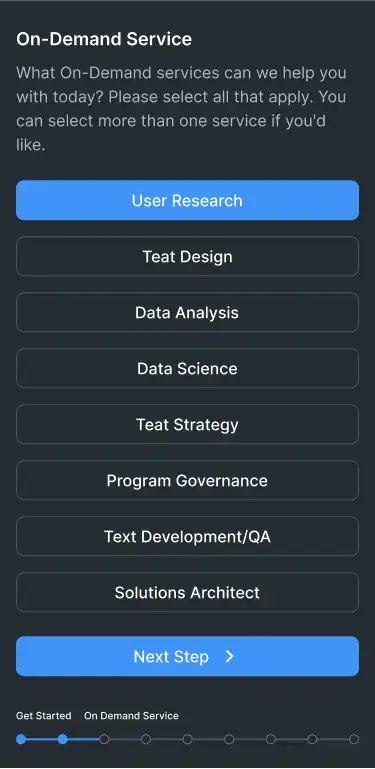 On-Demand Service
What On-Demand services can we help you
with today? Please select all that apply. You
can select more than one service if you'd
like.
User Research
Teat Design
Data Analysis
Data Science
Teat Strategy
Program Governance
Text Development/QA
Solutions Architect
Next Step
Get Started On Demand Service